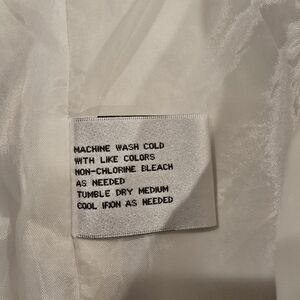 MACHINE WASH COLD
WITH LIKE COLORS
NON-CHLORINE BLEACH
AS NEEDED
TUMBLE DRY MEDIUM
COOL IRON AS NEEDED